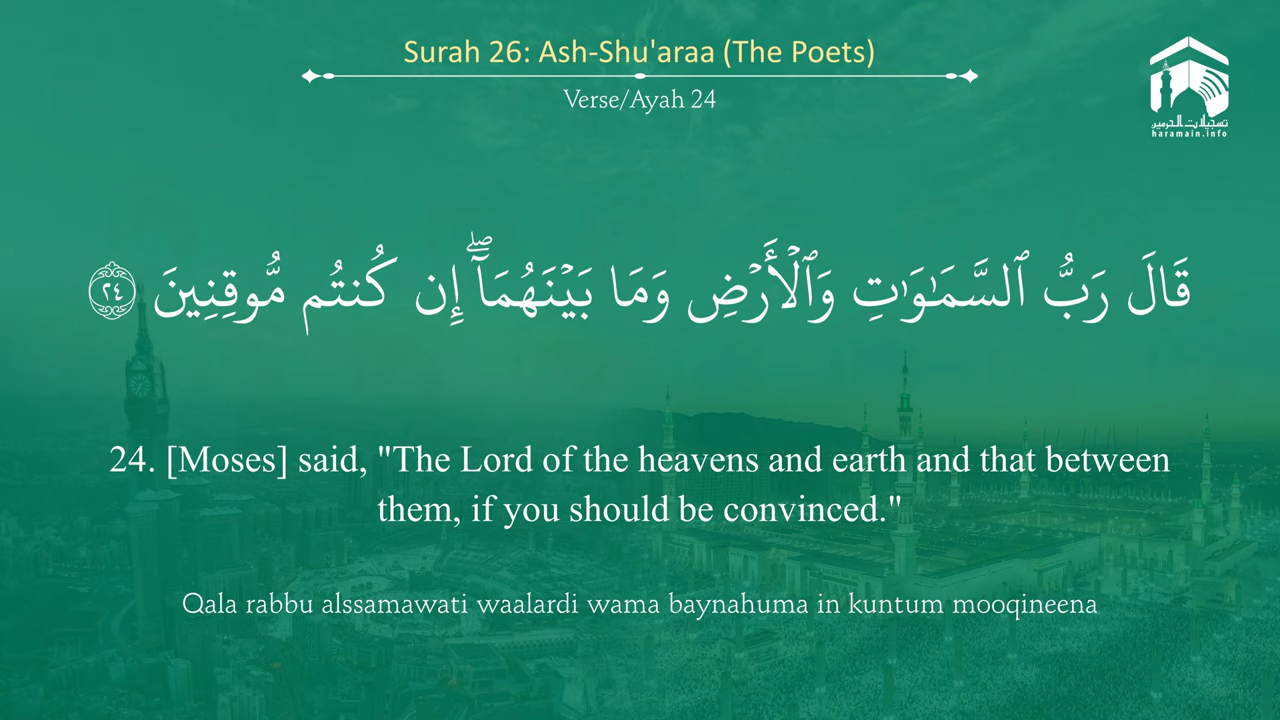 Surah 26: Ash-Shu'araa (The Poets)
Verse/Ayah 24
تسجيلات الحرمين
haramain.info
قَالَ رَبُّ ٱلسَّمَـٰوَٰتِ وَٱلْأَرْضِ وَمَا بَيْنَهُمَآ ۖ إِن كُنتُم مُّوقِنِينَ ٢٤
24. [Moses] said, "The Lord of the heavens and earth and that between
them, if you should be convinced."
Qala rabbu alssamawati waalardi wama baynahuma in kuntum mooqineena